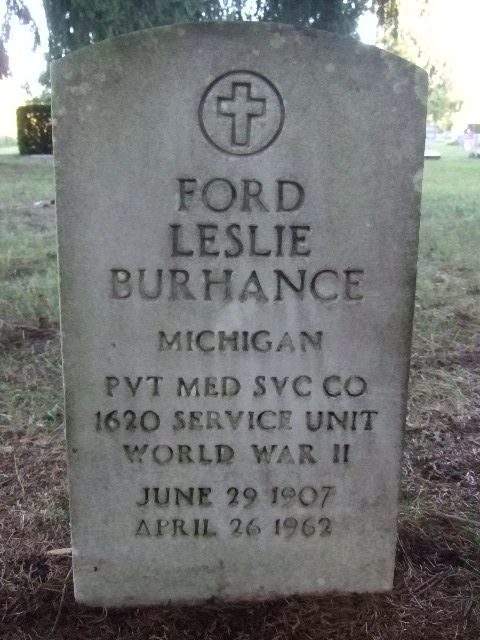 FORD
LESLIE
BURHANCE
MICHIGAN
PVT MED SVC CO
1620 SERVICE UNIT
WORLD WAR II
JUNE 29 1907
APRIL 26 1962